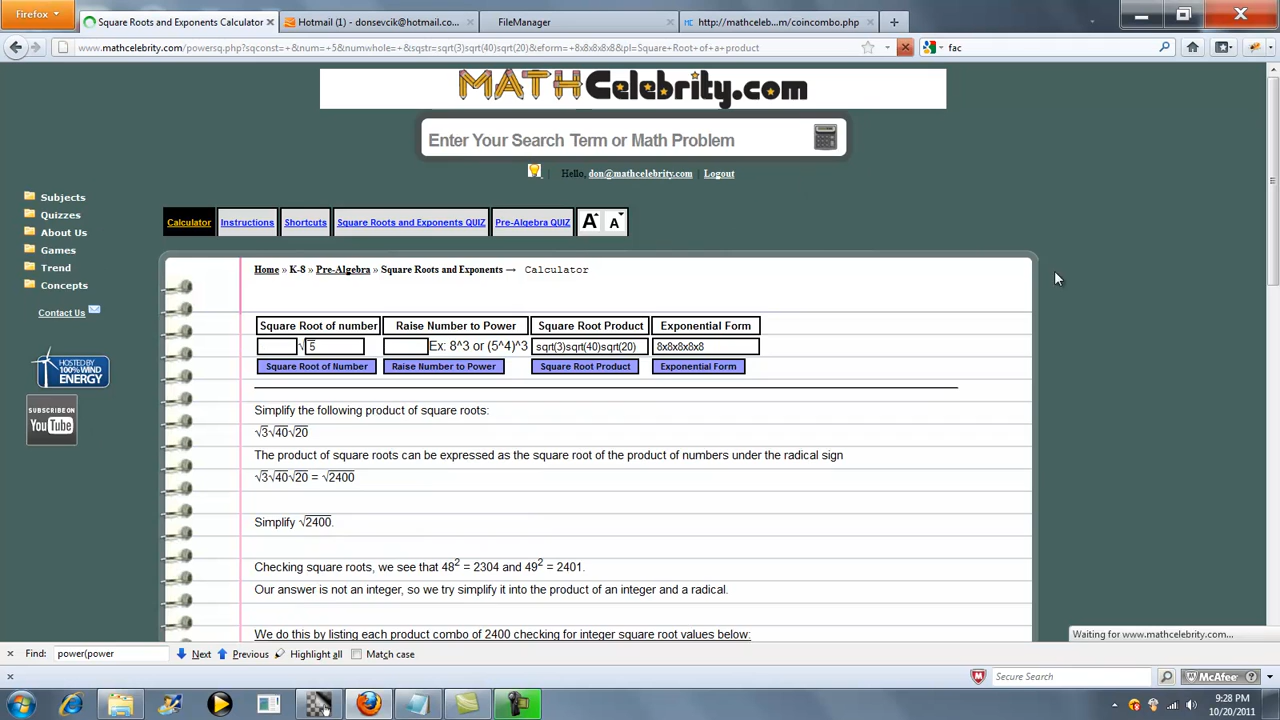 Firefox
Square Roots and Exponents Calculator
Hotmail (1) - donsevcik@hotmail.co...
FileManager
http://mathceleb...m/coincombo.php
www.mathcelebrity.com/powersq.php?sqconst=+&num=+5&numwhole=+&sqstr=sqrt(3)sqrt(40)sqrt(20)&eform=+8x8x8x8x8&pl=Square+Root+of+a+product
fac
MATHCelebrity.com
Enter Your Search Term or Math Problem
Hello, don@mathcelebrity.com | Logout
Subjects
Quizzes
About Us
Games
Trend
Concepts
Contact Us
HOSTED BY
100% WIND
ENERGY
SUBSCRIBE ON
You Tube
Calculator
Instructions
Shortcuts
Square Roots and Exponents QUIZ
Pre-Algebra QUIZ
A
A
Home » K-8 » Pre-Algebra » Square Roots and Exponents → Calculator
Square Root of number
Raise Number to Power
Square Root Product
Exponential Form
√ 5
Ex: 8^3 or (5^4)^3
sqrt(3)sqrt(40)sqrt(20)
8x8x8x8x8
Square Root of Number
Raise Number to Power
Square Root Product
Exponential Form
Simplify the following product of square roots:
√3√40√20
The product of square roots can be expressed as the square root of the product of numbers under the radical sign
√3√40√20 = √2400
Simplify √2400.
Checking square roots, we see that 48² = 2304 and 49² = 2401.
Our answer is not an integer, so we try simplify it into the product of an integer and a radical.
We do this by listing each product combo of 2400 checking for integer square root values below:
Waiting for www.mathcelebrity.com...
Find: power(power
Next
Previous
Highlight all
Match case
Secure Search
McAfee
9:28 PM
10/20/2011